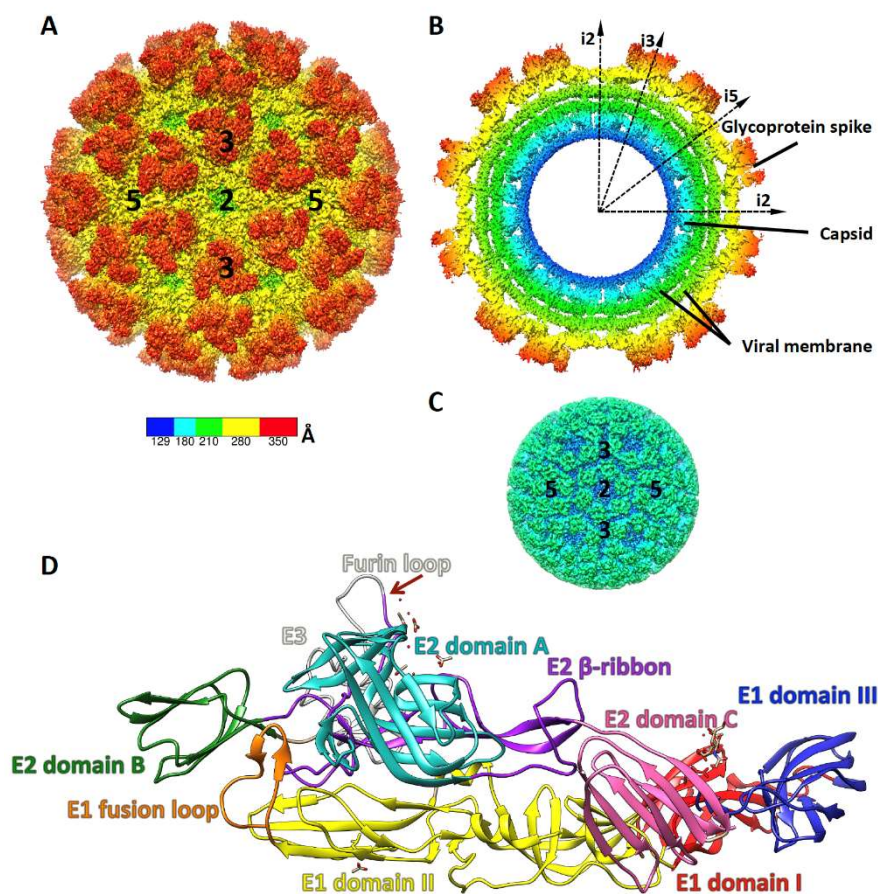 A
3
5 2 5
3
B
i2
i3
i5
Glycoprotein spike
i2
Capsid
Viral membrane
Å
129 180 210 280 350
C
3
5 2 5
3
D
Furin loop
E3
E2 domain A
E2 β-ribbon
E1 domain III
E2 domain C
E2 domain B
E1 fusion loop
E1 domain II
E1 domain I